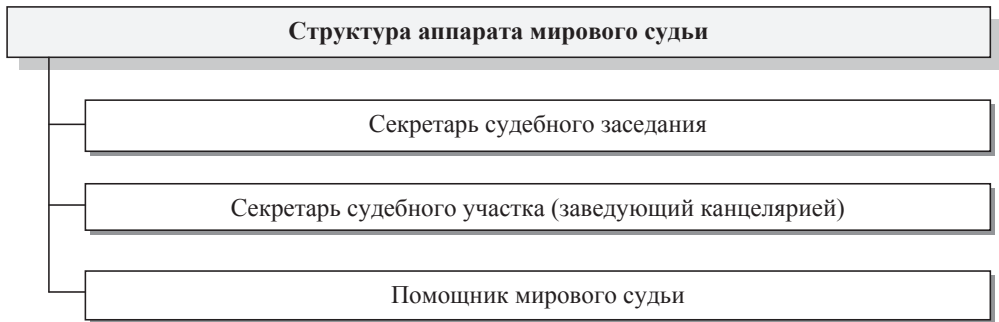 Структура аппарата мирового судьи
Секретарь судебного заседания
Секретарь судебного участка (заведующий канцелярией)
Помощник мирового судьи